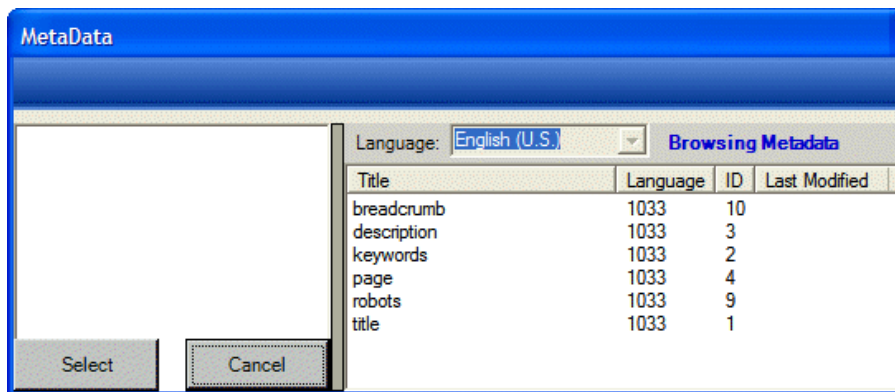 MetaData
Language: English (U.S.) Browsing Metadata
Title Language ID Last Modified
breadcrumb 1033 10
description 1033 3
keywords 1033 2
page 1033 4
robots 1033 9
title 1033 1
Select Cancel